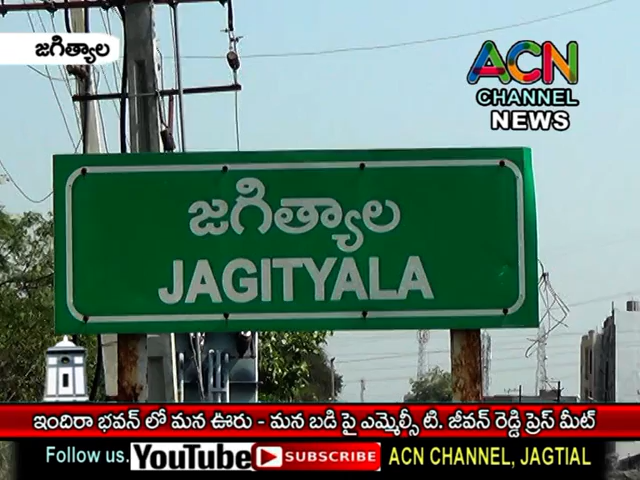 జగిత్యాల
ACN
CHANNEL
NEWS
జగిత్యాల
JAGITYALA
ఇందిరా భవన్ లో మన ఊరు - మన బడి పై ఎమ్మెల్సీ టి. జీవన్ రెడ్డి ప్రెస్ మీట్
Follow us. YouTube SUBSCRIBE ACN CHANNEL, JAGTIAL